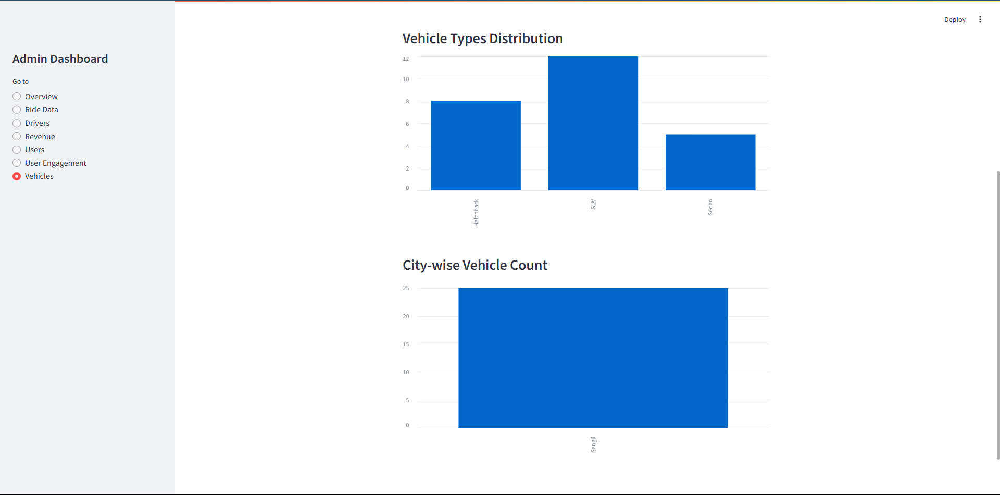 Deploy
Admin Dashboard
Go to
Overview
Ride Data
Drivers
Revenue
Users
User Engagement
Vehicles
Vehicle Types Distribution
12
10
8
6
4
2
0
Hatchback
SUV
Sedan
City-wise Vehicle Count
25
20
15
10
5
0
Sangli